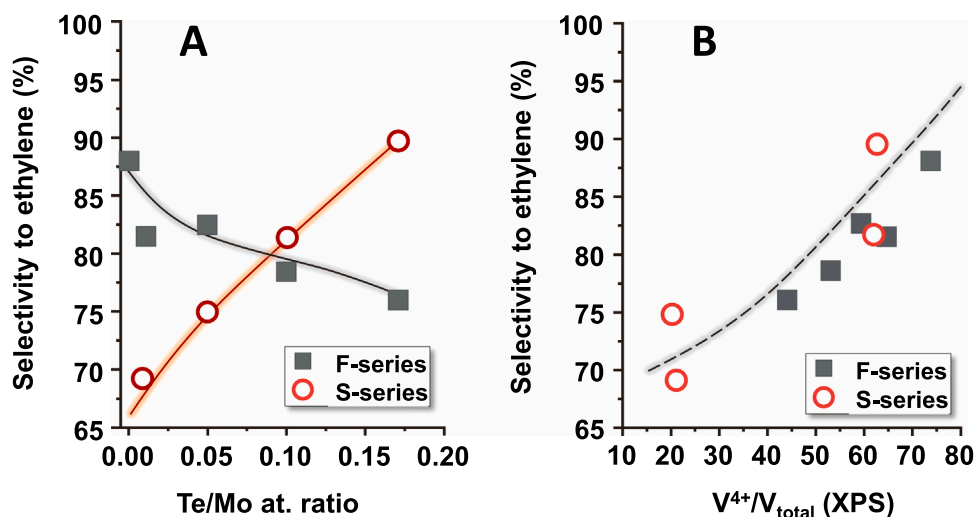 A
Selectivity to ethylene (%)
100
95
90
85
80
75
70
65
0.00 0.05 0.10 0.15 0.20
Te/Mo at. ratio
F-series
S-series
B
Selectivity to ethylene (%)
100
95
90
85
80
75
70
65
10 20 30 40 50 60 70 80
V⁴⁺/Vₜₒₜₐₗ (XPS)
F-series
S-series